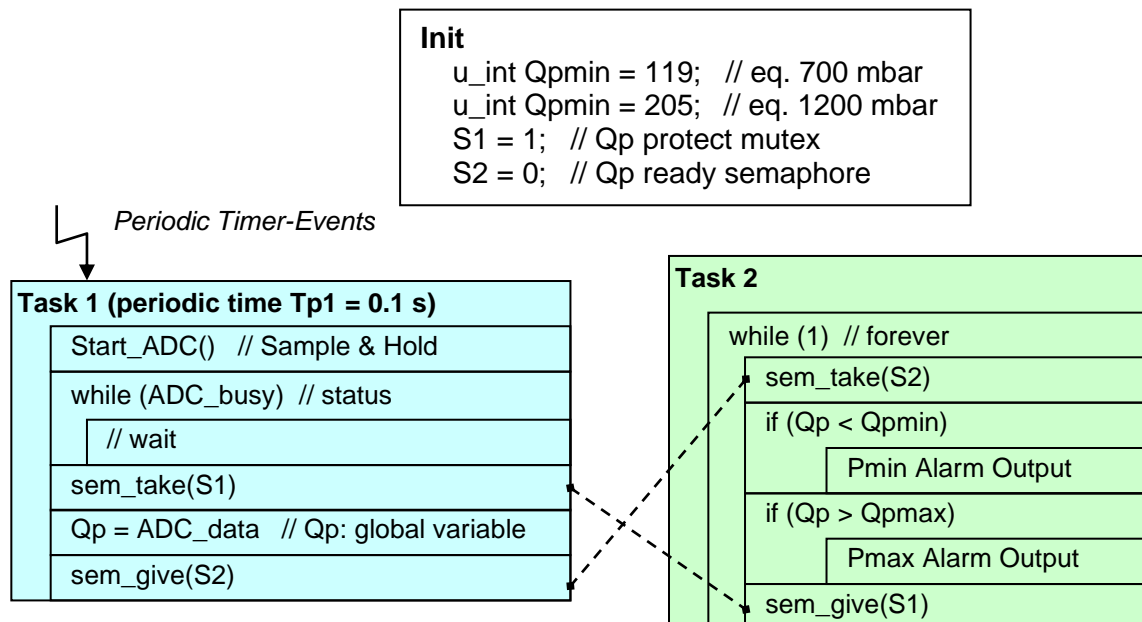 Init
u_int Qpmin = 119; // eq. 700 mbar
u_int Qpmin = 205; // eq. 1200 mbar
S1 = 1; // Qp protect mutex
S2 = 0; // Qp ready semaphore
Periodic Timer-Events
Task 1 (periodic time Tp1 = 0.1 s)
Start_ADC() // Sample & Hold
while (ADC_busy) // status
// wait
sem_take(S1)
Qp = ADC_data // Qp: global variable
sem_give(S2)
Task 2
while (1) // forever
sem_take(S2)
if (Qp < Qpmin)
Pmin Alarm Output
if (Qp > Qpmax)
Pmax Alarm Output
sem_give(S1)